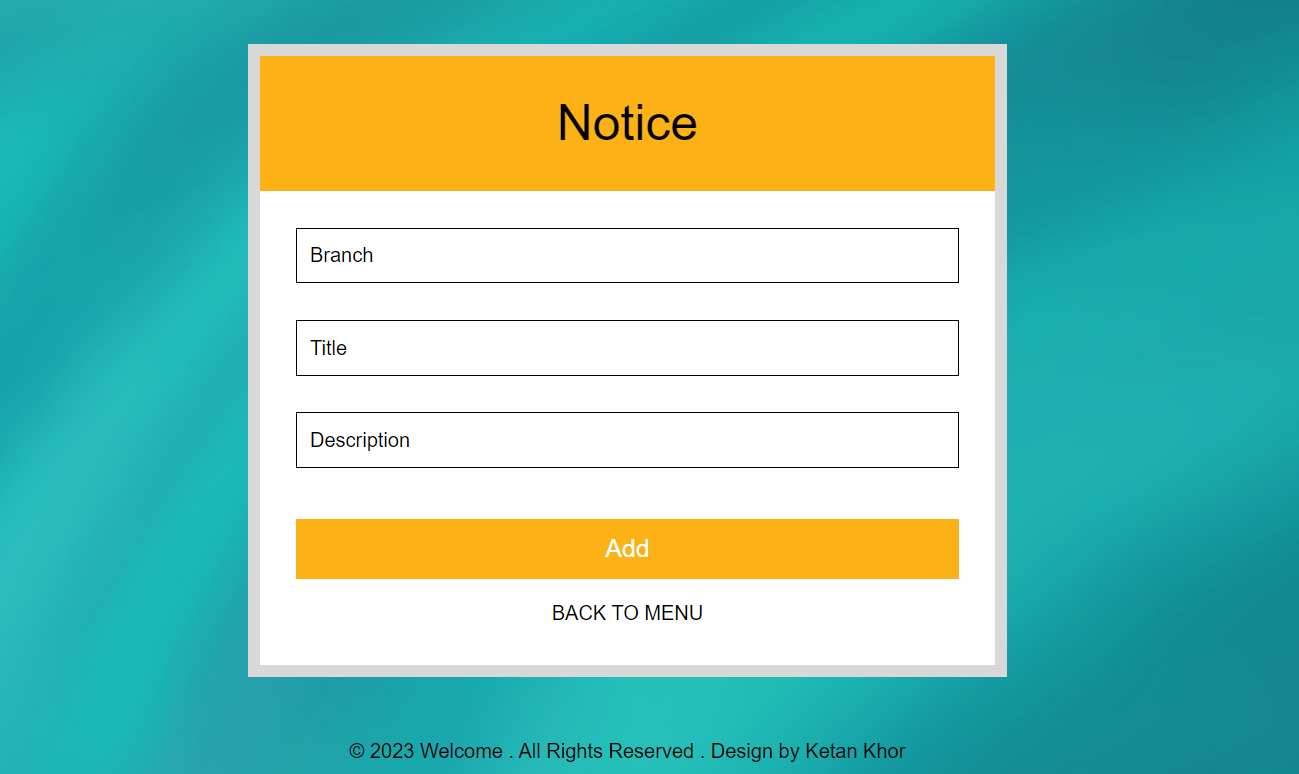 Notice
Branch
Title
Description
Add
BACK TO MENU
© 2023 Welcome . All Rights Reserved . Design by Ketan Khor